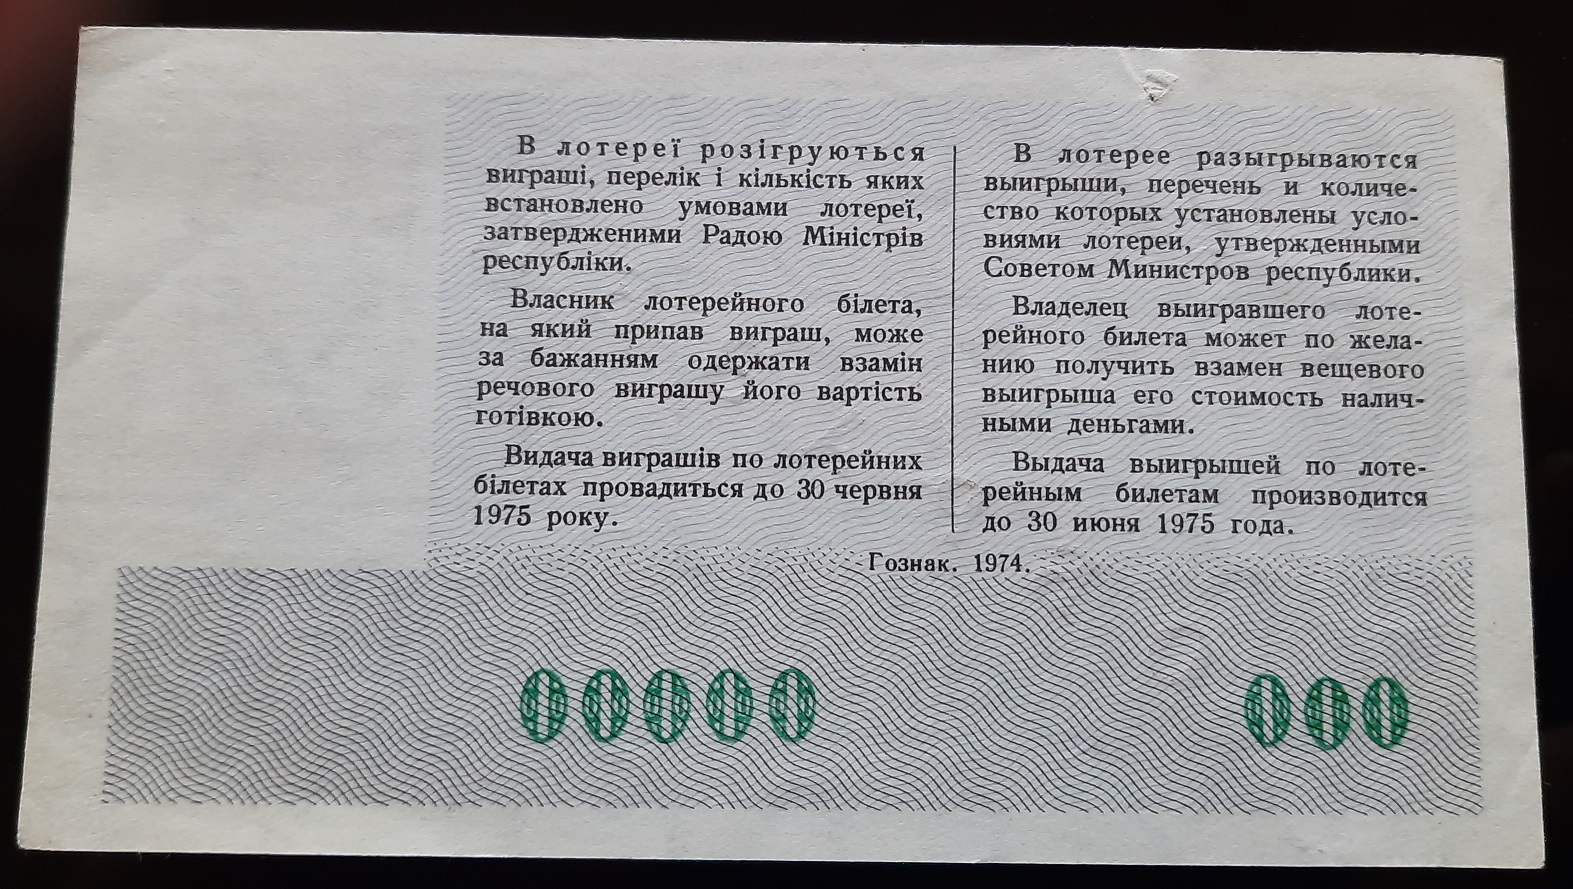 В лотереї розігруються
виграші, перелік і кількість яких
встановлено умовами лотереї,
затвердженими Радою Міністрів
республіки.
Власник лотерейного білета,
на який припав виграш, може
за бажанням одержати взамін
речового виграшу його вартість
готівкою.
Видача виграшів по лотерейних
білетах провадиться до 30 червня
1975 року.
В лотерее разыгрываются
выигрыши, перечень и количе-
ство которых установлены усло-
виями лотереи, утвержденными
Советом Министров республики.
Владелец выигравшего лоте-
рейного билета может по жела-
нию получить взамен вещевого
выигрыша его стоимость налич-
ными деньгами.
Выдача выигрышей по лоте-
рейным билетам производится
до 30 июня 1975 года.
Гознак. 1974.
00000 000